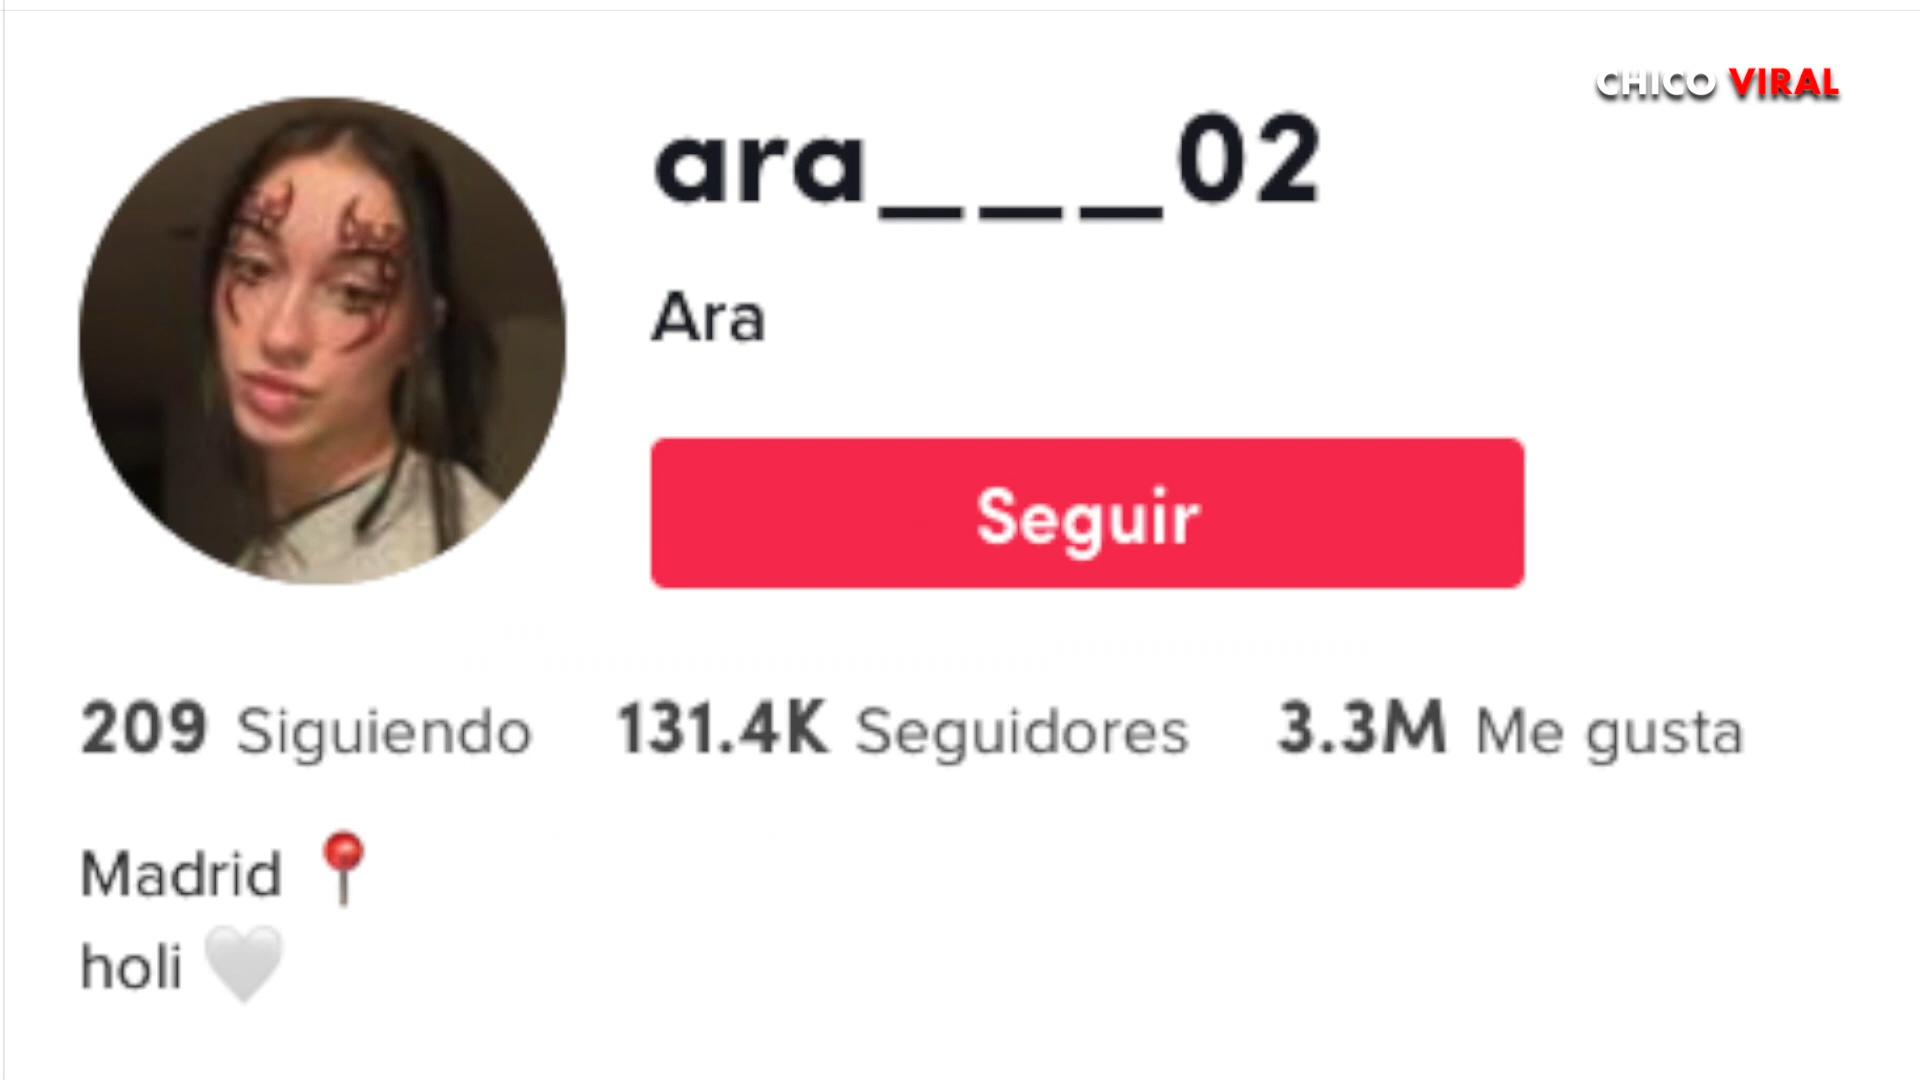 CHICO VIRAL
ara___02
Ara
Seguir
209 Siguiendo 131.4K Seguidores 3.3M Me gusta
Madrid 📍
holi 🤍